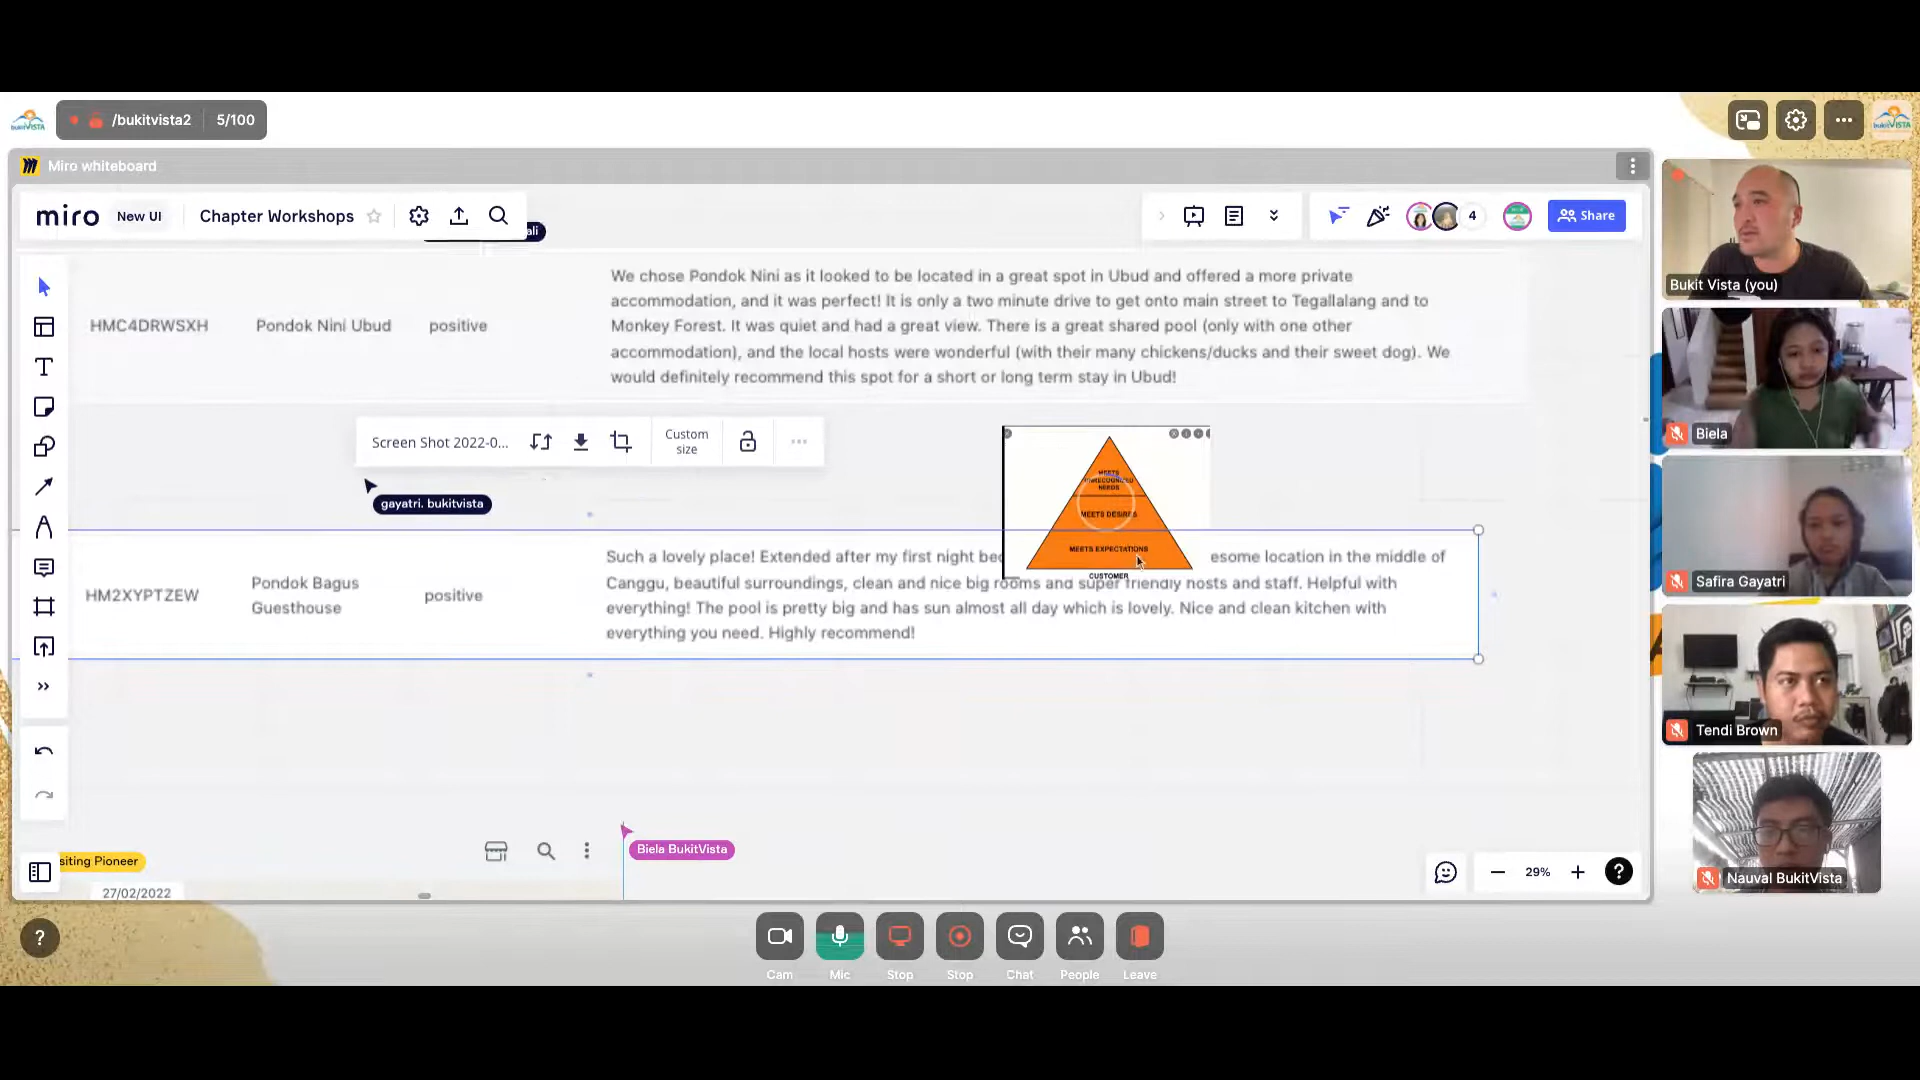 bukitVISTA
/bukitvista2
5/100
bukitVISTA
Miro whiteboard
miro
New UI
Chapter Workshops
4
Share
ali
We chose Pondok Nini as it looked to be located in a great spot in Ubud and offered a more private
accommodation, and it was perfect! It is only a two minute drive to get onto main street to Tegallalang and to
HMC4DRWSXH
Pondok Nini Ubud
positive
Monkey Forest. It was quiet and had a great view. There is a great shared pool (only with one other
accommodation), and the local hosts were wonderful (with their many chickens/ducks and their sweet dog). We
would definitely recommend this spot for a short or long term stay in Ubud!
Screen Shot 2022-0...
Custom
size
gayatri. bukitvista
MEETS
UNRECOGNIZED
NEEDS
MEETS DESIRES
MEETS EXPECTATIONS
CUSTOMER
Such a lovely place! Extended after my first night bec
esome location in the middle of
HM2XYPTZEW
Pondok Bagus
Guesthouse
positive
Canggu, beautiful surroundings, clean and nice big rooms and super friendly hosts and staff. Helpful with
everything! The pool is pretty big and has sun almost all day which is lovely. Nice and clean kitchen with
everything you need. Highly recommend!
Biela BukitVista
siting Pioneer
27/02/2022
29%
?
?
Cam
Mic
Stop
Stop
Chat
People
Leave
Bukit Vista (you)
Biela
Safira Gayatri
Tendi Brown
Nauval BukitVista